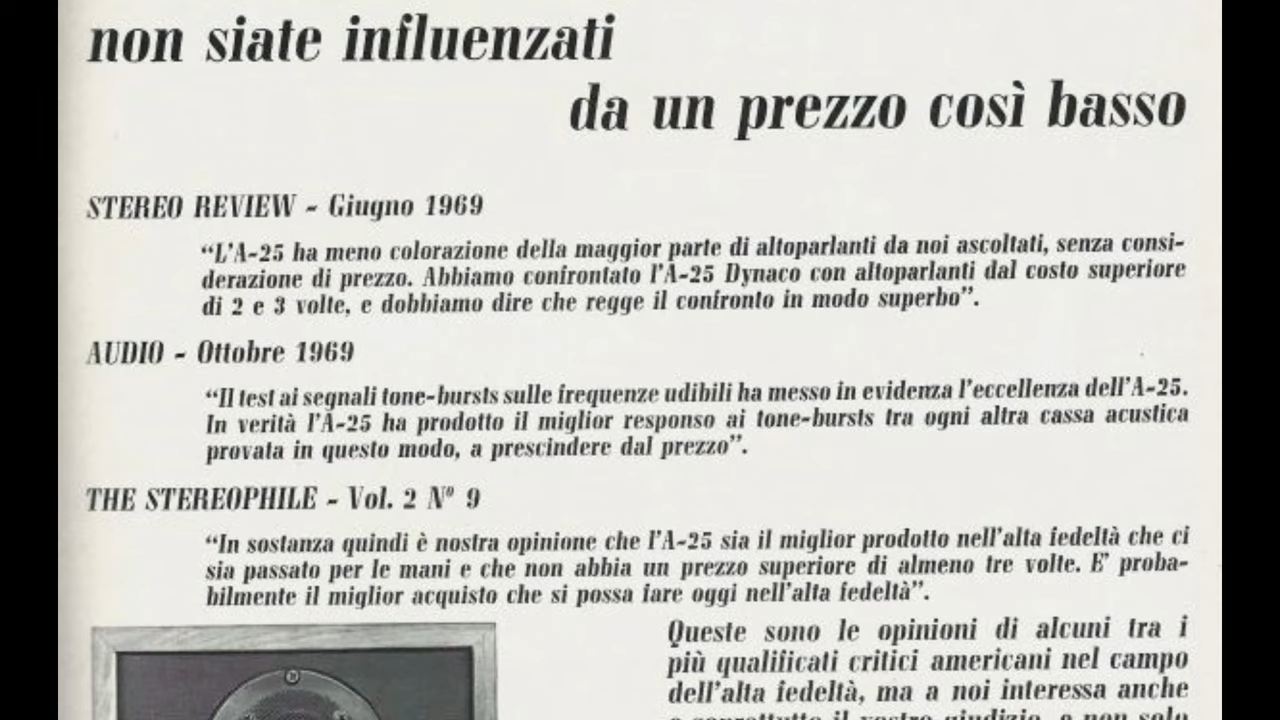 non siate influenzati
da un prezzo così basso
STEREO REVIEW - Giugno 1969
“L'A-25 ha meno colorazione della maggior parte di altoparlanti da noi ascoltati, senza consi-
derazione di prezzo. Abbiamo confrontato l'A-25 Dynaco con altoparlanti dal costo superiore
di 2 e 3 volte, e dobbiamo dire che regge il confronto in modo superbo”.
AUDIO - Ottobre 1969
“Il test ai segnali tone-bursts sulle frequenze udibili ha messo in evidenza l'eccellenza dell'A-25.
In verità l'A-25 ha prodotto il miglior responso ai tone-bursts tra ogni altra cassa acustica
provata in questo modo, a prescindere dal prezzo”.
THE STEREOPHILE - Vol. 2 N° 9
“In sostanza quindi è nostra opinione che l'A-25 sia il miglior prodotto nell'alta fedeltà che ci
sia passato per le mani e che non abbia un prezzo superiore di almeno tre volte. E' proba-
bilmente il miglior acquisto che si possa fare oggi nell'alta fedeltà”.
Queste sono le opinioni di alcuni tra i
più qualificati critici americani nel campo
dell'alta fedeltà, ma a noi interessa anche
e soprattutto il vostro giudizio, e non solo